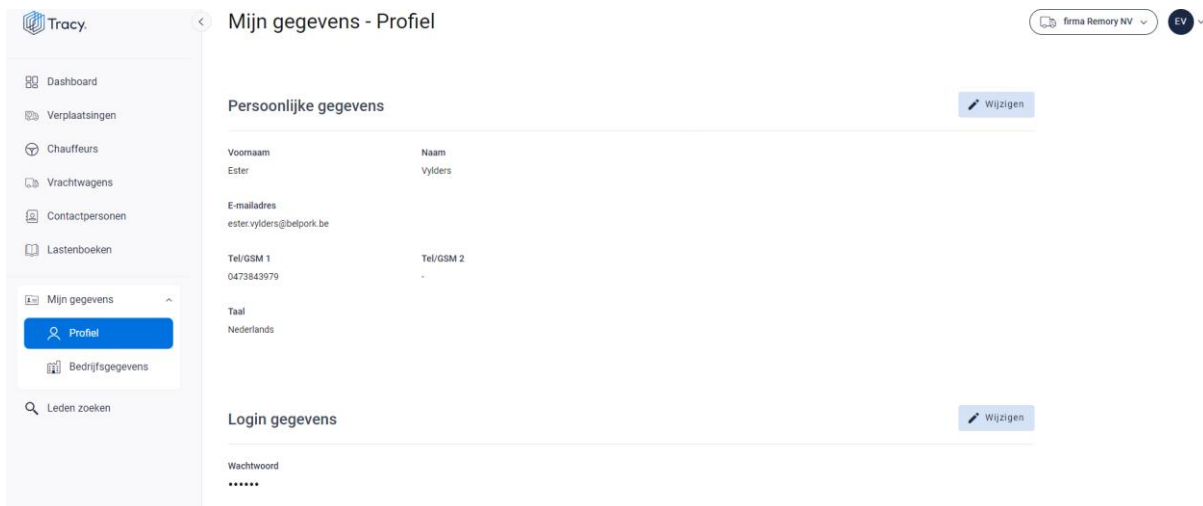 Tracy.
Mijn gegevens - Profiel
firma Remory NV
EV
Dashboard
Verplaatsingen
Chauffeurs
Vrachtwagens
Contactpersonen
Lastenboeken
Mijn gegevens
Profiel
Bedrijfsgegevens
Leden zoeken
Persoonlijke gegevens
Wijzigen
Voornaam Naam
Ester Vylders
E-mailadres
ester.vylders@belpork.be
Tel/GSM 1 Tel/GSM 2
0473843979 -
Taal
Nederlands
Login gegevens
Wijzigen
Wachtwoord
••••••